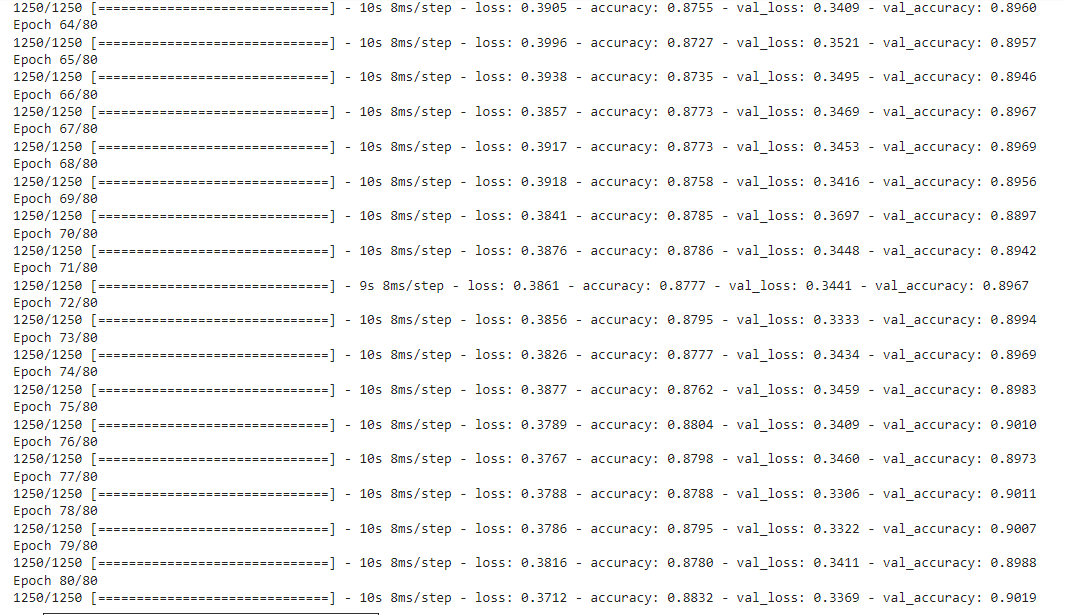 1250/1250 [==============================] - 10s 8ms/step - loss: 0.3905 - accuracy: 0.8755 - val_loss: 0.3409 - val_accuracy: 0.8960
Epoch 64/80
1250/1250 [==============================] - 10s 8ms/step - loss: 0.3996 - accuracy: 0.8727 - val_loss: 0.3521 - val_accuracy: 0.8957
Epoch 65/80
1250/1250 [==============================] - 10s 8ms/step - loss: 0.3938 - accuracy: 0.8735 - val_loss: 0.3495 - val_accuracy: 0.8946
Epoch 66/80
1250/1250 [==============================] - 10s 8ms/step - loss: 0.3857 - accuracy: 0.8773 - val_loss: 0.3469 - val_accuracy: 0.8967
Epoch 67/80
1250/1250 [==============================] - 10s 8ms/step - loss: 0.3917 - accuracy: 0.8773 - val_loss: 0.3453 - val_accuracy: 0.8969
Epoch 68/80
1250/1250 [==============================] - 10s 8ms/step - loss: 0.3918 - accuracy: 0.8758 - val_loss: 0.3416 - val_accuracy: 0.8956
Epoch 69/80
1250/1250 [==============================] - 10s 8ms/step - loss: 0.3841 - accuracy: 0.8785 - val_loss: 0.3697 - val_accuracy: 0.8897
Epoch 70/80
1250/1250 [==============================] - 10s 8ms/step - loss: 0.3876 - accuracy: 0.8786 - val_loss: 0.3448 - val_accuracy: 0.8942
Epoch 71/80
1250/1250 [==============================] - 9s 8ms/step - loss: 0.3861 - accuracy: 0.8777 - val_loss: 0.3441 - val_accuracy: 0.8967
Epoch 72/80
1250/1250 [==============================] - 10s 8ms/step - loss: 0.3856 - accuracy: 0.8795 - val_loss: 0.3333 - val_accuracy: 0.8994
Epoch 73/80
1250/1250 [==============================] - 10s 8ms/step - loss: 0.3826 - accuracy: 0.8777 - val_loss: 0.3434 - val_accuracy: 0.8969
Epoch 74/80
1250/1250 [==============================] - 10s 8ms/step - loss: 0.3877 - accuracy: 0.8762 - val_loss: 0.3459 - val_accuracy: 0.8983
Epoch 75/80
1250/1250 [==============================] - 10s 8ms/step - loss: 0.3789 - accuracy: 0.8804 - val_loss: 0.3409 - val_accuracy: 0.9010
Epoch 76/80
1250/1250 [==============================] - 10s 8ms/step - loss: 0.3767 - accuracy: 0.8798 - val_loss: 0.3460 - val_accuracy: 0.8973
Epoch 77/80
1250/1250 [==============================] - 10s 8ms/step - loss: 0.3788 - accuracy: 0.8788 - val_loss: 0.3306 - val_accuracy: 0.9011
Epoch 78/80
1250/1250 [==============================] - 10s 8ms/step - loss: 0.3786 - accuracy: 0.8795 - val_loss: 0.3322 - val_accuracy: 0.9007
Epoch 79/80
1250/1250 [==============================] - 10s 8ms/step - loss: 0.3816 - accuracy: 0.8780 - val_loss: 0.3411 - val_accuracy: 0.8988
Epoch 80/80
1250/1250 [==============================] - 10s 8ms/step - loss: 0.3712 - accuracy: 0.8832 - val_loss: 0.3369 - val_accuracy: 0.9019